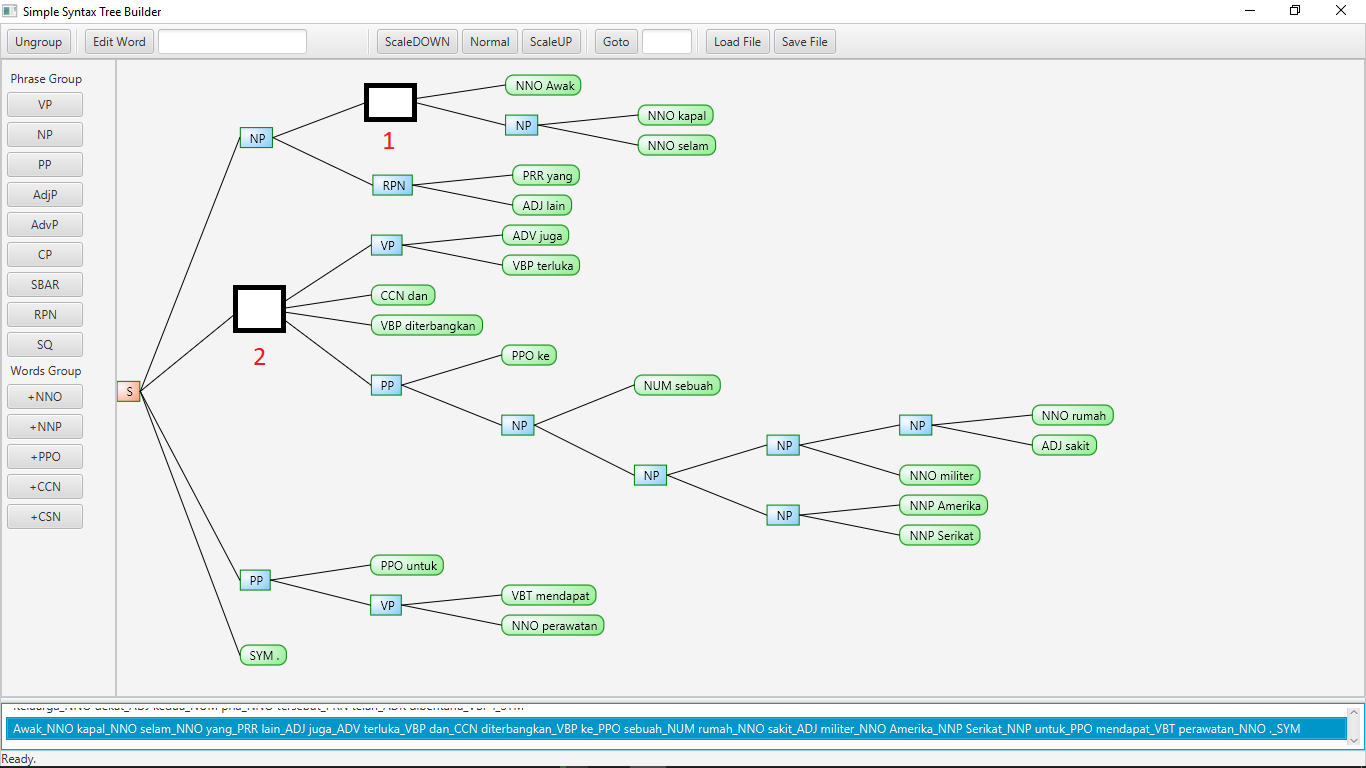 Simple Syntax Tree Builder
Ungroup Edit Word ScaleDOWN Normal ScaleUP Goto Load File Save File
Phrase Group
VP
NP
PP
AdjP
AdvP
CP
SBAR
RPN
SQ
Words Group
+NNO
+NNP
+PPO
+CCN
+CSN
NNO Awak
NNO kapal
NP
NP
1
NNO selam
PRR yang
RPN
ADJ lain
ADV juga
VP
VBP terluka
CCN dan
VBP diterbangkan
2
PPO ke
PP
NUM sebuah
S
NNO rumah
NP
NP
NP
ADJ sakit
NP
NNO militer
NNP Amerika
NP
NNP Serikat
PPO untuk
PP
VBT mendapat
VP
NNO perawatan
SYM .
Awak_NNO kapal_NNO selam_NNO yang_PRR lain_ADJ juga_ADV terluka_VBP dan_CCN diterbangkan_VBP ke_PPO sebuah_NUM rumah_NNO sakit_ADJ militer_NNO Amerika_NNP Serikat_NNP untuk_PPO mendapat_VBT perawatan_NNO ._SYM
Ready.